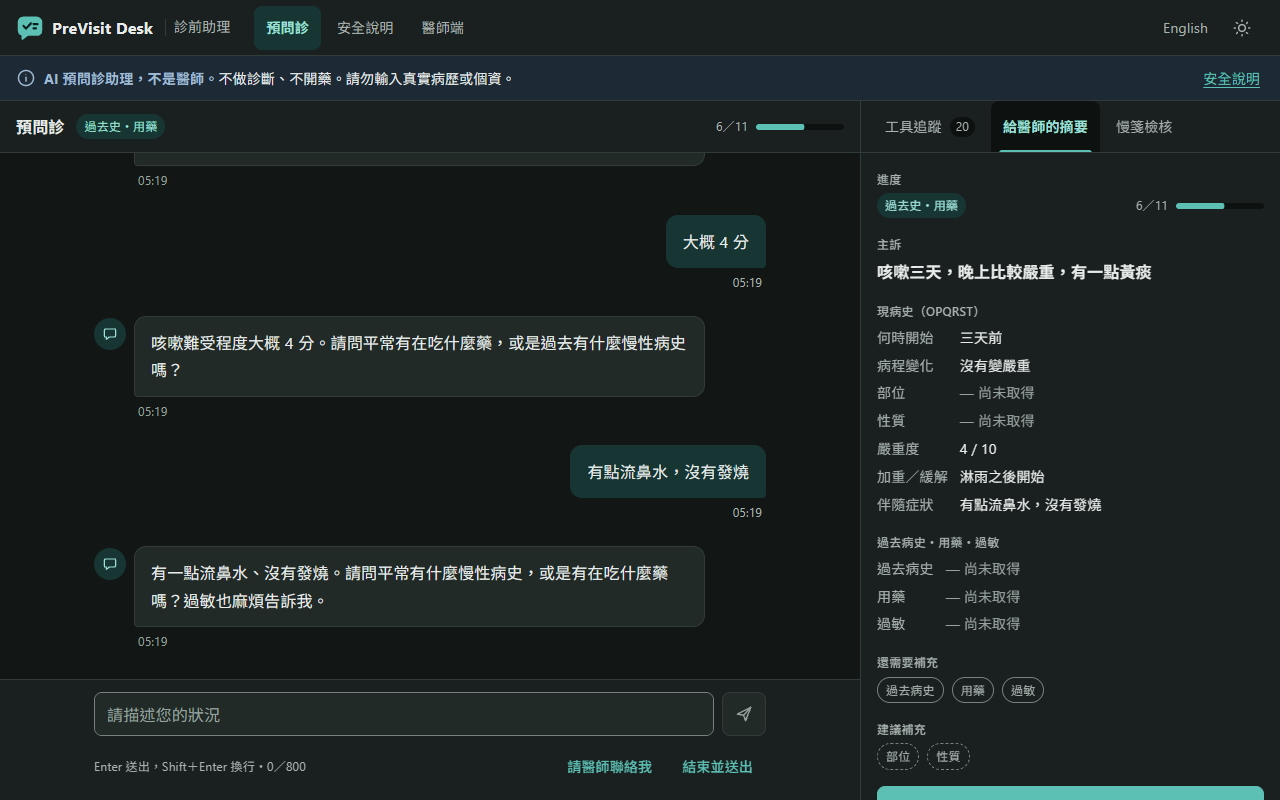 PreVisit Desk 診前助理 預問診 安全說明 醫師端 English
AI 預問診助理，不是醫師。不做診斷、不開藥。請勿輸入真實病歷或個資。 安全說明
預問診 過去史・用藥 6／11
05:19
大概 4 分
05:19
咳嗽難受程度大概 4 分。請問平常有在吃什麼藥，或是過去有什麼慢性病史
嗎？
05:19
有點流鼻水，沒有發燒
05:19
有一點流鼻水、沒有發燒。請問平常有什麼慢性病史，或是有在吃什麼藥
嗎？過敏也麻煩告訴我。
05:19
請描述您的狀況
Enter 送出，Shift＋Enter 換行・0／800 請醫師聯絡我 結束並送出
工具追蹤 20 給醫師的摘要 慢箋檢核
進度
過去史・用藥 6／11
主訴
咳嗽三天，晚上比較嚴重，有一點黃痰
現病史（OPQRST）
何時開始 三天前
病程變化 沒有變嚴重
部位 — 尚未取得
性質 — 尚未取得
嚴重度 4 / 10
加重／緩解 淋雨之後開始
伴隨症狀 有點流鼻水，沒有發燒
過去病史・用藥・過敏
過去病史 — 尚未取得
用藥 — 尚未取得
過敏 — 尚未取得
還需要補充
過去病史 用藥 過敏
建議補充
部位 性質